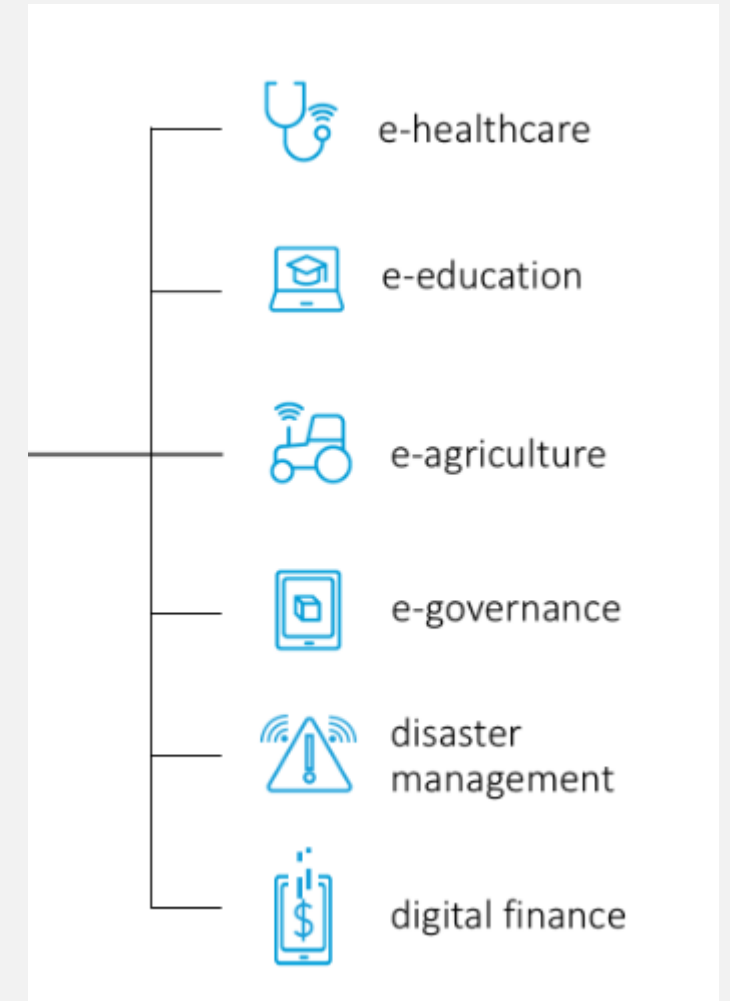 e-healthcare
e-education
e-agriculture
e-governance
disaster
management
$
digital finance